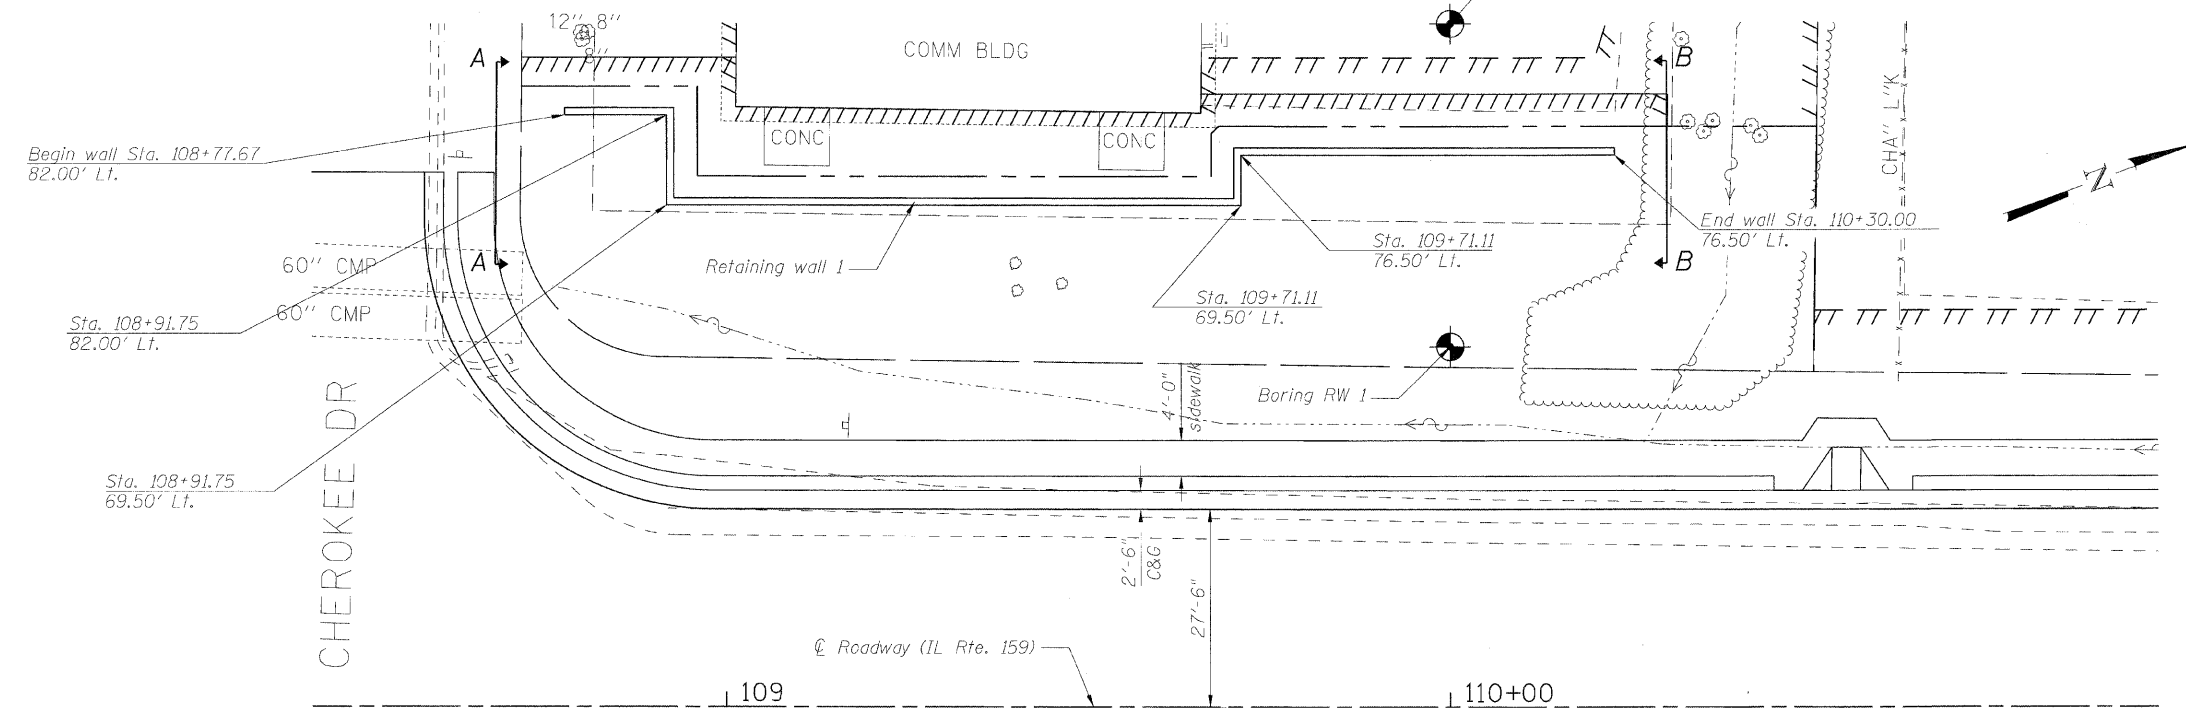 12" 8"
8"
COMM BLDG
A
B
CONC
CONC
CHA" L"K
Begin wall Sta. 108+77.67
82.00' Lt.
N
End wall Sta. 110+30.00
76.50' Lt.
Sta. 109+71.11
76.50' Lt.
A
B
60" CMP
Retaining wall 1
Sta. 109+71.11
69.50' Lt.
60" CMP
Sta. 108+91.75
82.00' Lt.
4'-0"
sidewalk
Boring RW 1
Sta. 108+91.75
69.50' Lt.
CHEROKEE DR
2'-6"
C&G
27'-6"
℄ Roadway (IL Rte. 159)
109
110+00